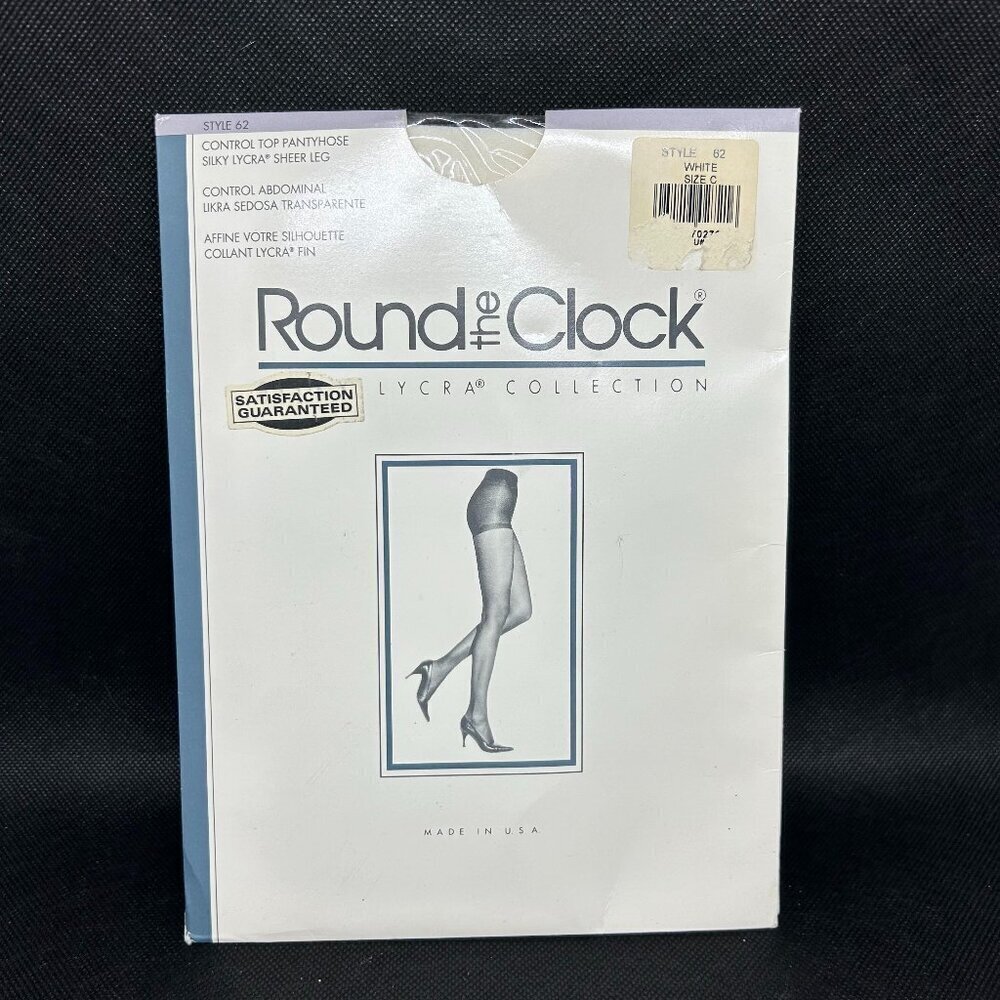 STYLE 62
CONTROL TOP PANTYHOSE
SILKY LYCRA® SHEER LEG
CONTROL ABDOMINAL
LIKRA SEDOSA TRANSPARENTE
AFFINE VOTRE SILHOUETTE
COLLANT LYCRA® FIN
STYLE 62
WHITE
SIZE C
Round the Clock®
LYCRA® COLLECTION
SATISFACTION
GUARANTEED
MADE IN U.S.A.